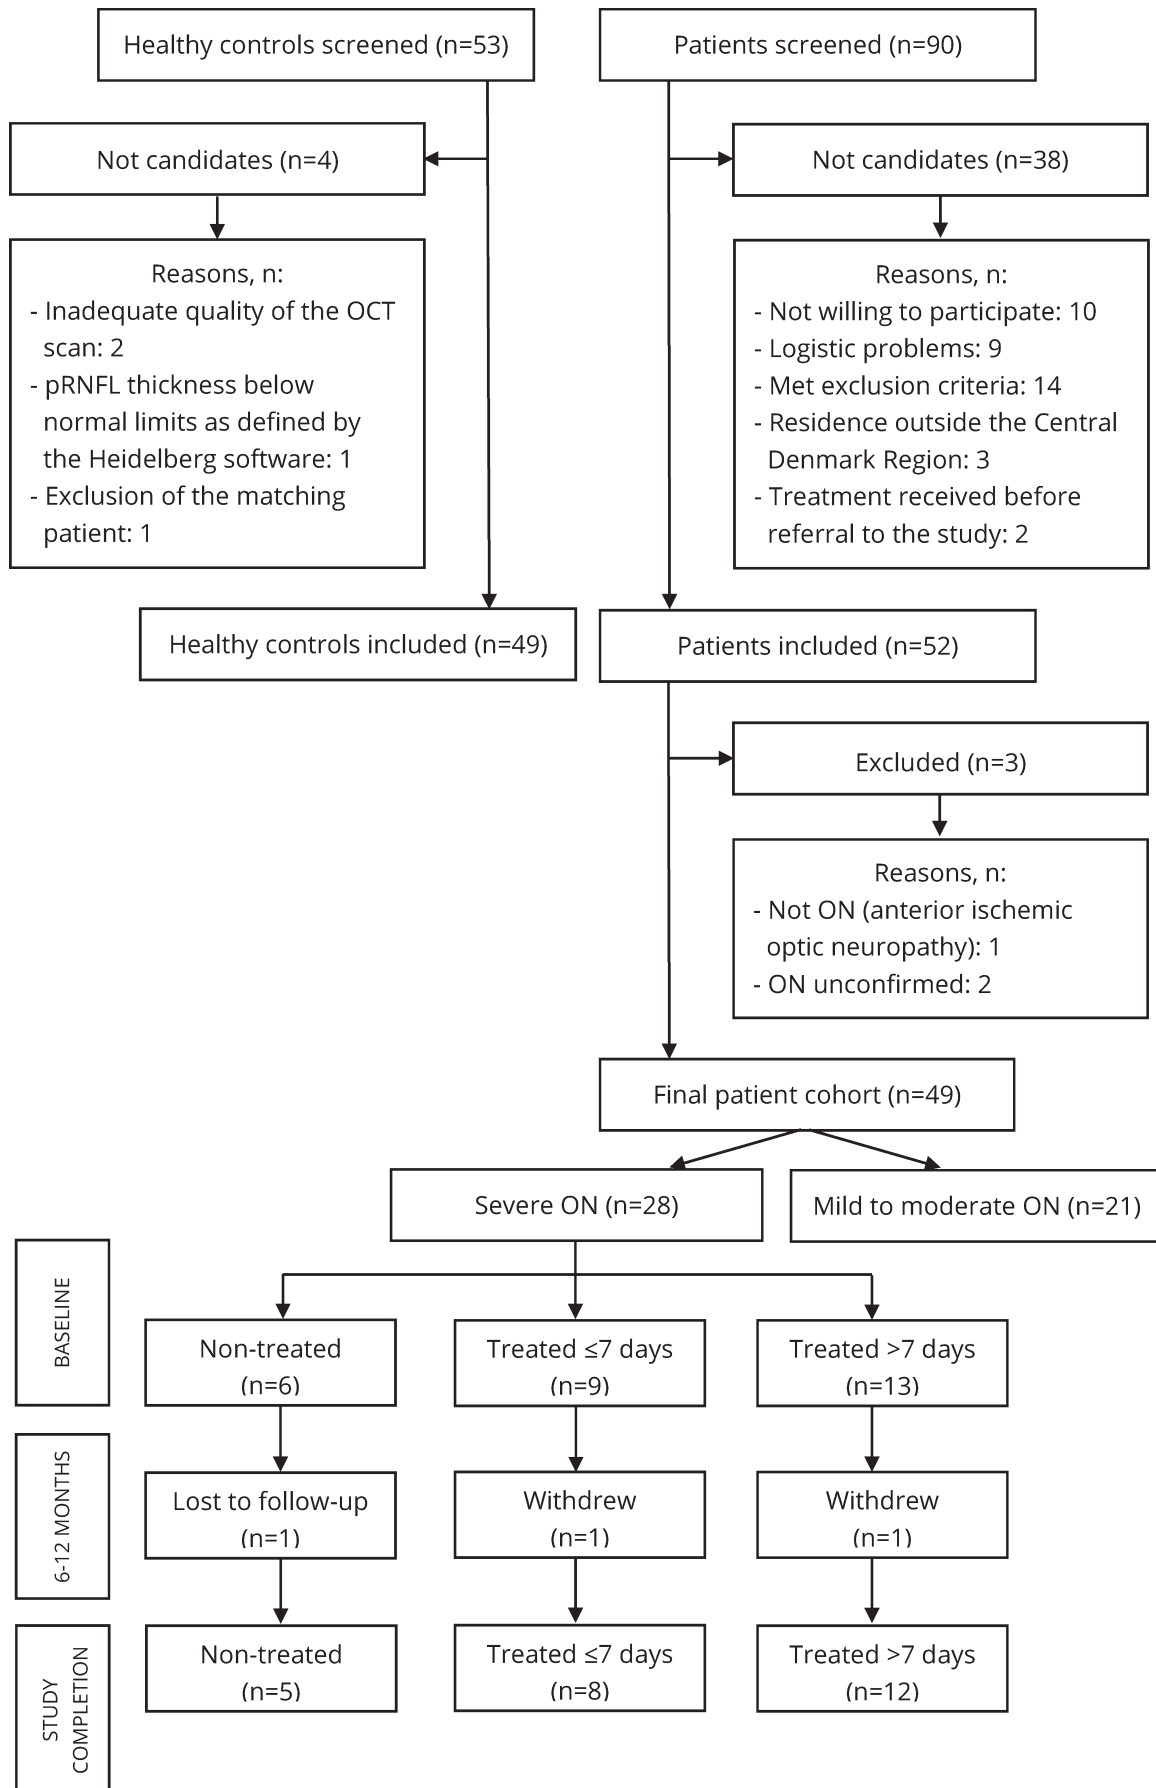 Healthy controls screened (n=53)
Patients screened (n=90)
Not candidates (n=4)
Not candidates (n=38)
Reasons, n:
- Inadequate quality of the OCT
scan: 2
- pRNFL thickness below
normal limits as defined by
the Heidelberg software: 1
- Exclusion of the matching
patient: 1
Reasons, n:
- Not willing to participate: 10
- Logistic problems: 9
- Met exclusion criteria: 14
- Residence outside the Central
Denmark Region: 3
- Treatment received before
referral to the study: 2
Healthy controls included (n=49)
Patients included (n=52)
Excluded (n=3)
Reasons, n:
- Not ON (anterior ischemic
optic neuropathy): 1
- ON unconfirmed: 2
Final patient cohort (n=49)
Severe ON (n=28)
Mild to moderate ON (n=21)
BASELINE
Non-treated
(n=6)
Treated ≤7 days
(n=9)
Treated >7 days
(n=13)
6-12 MONTHS
Lost to follow-up
(n=1)
Withdrew
(n=1)
Withdrew
(n=1)
STUDY
COMPLETION
Non-treated
(n=5)
Treated ≤7 days
(n=8)
Treated >7 days
(n=12)